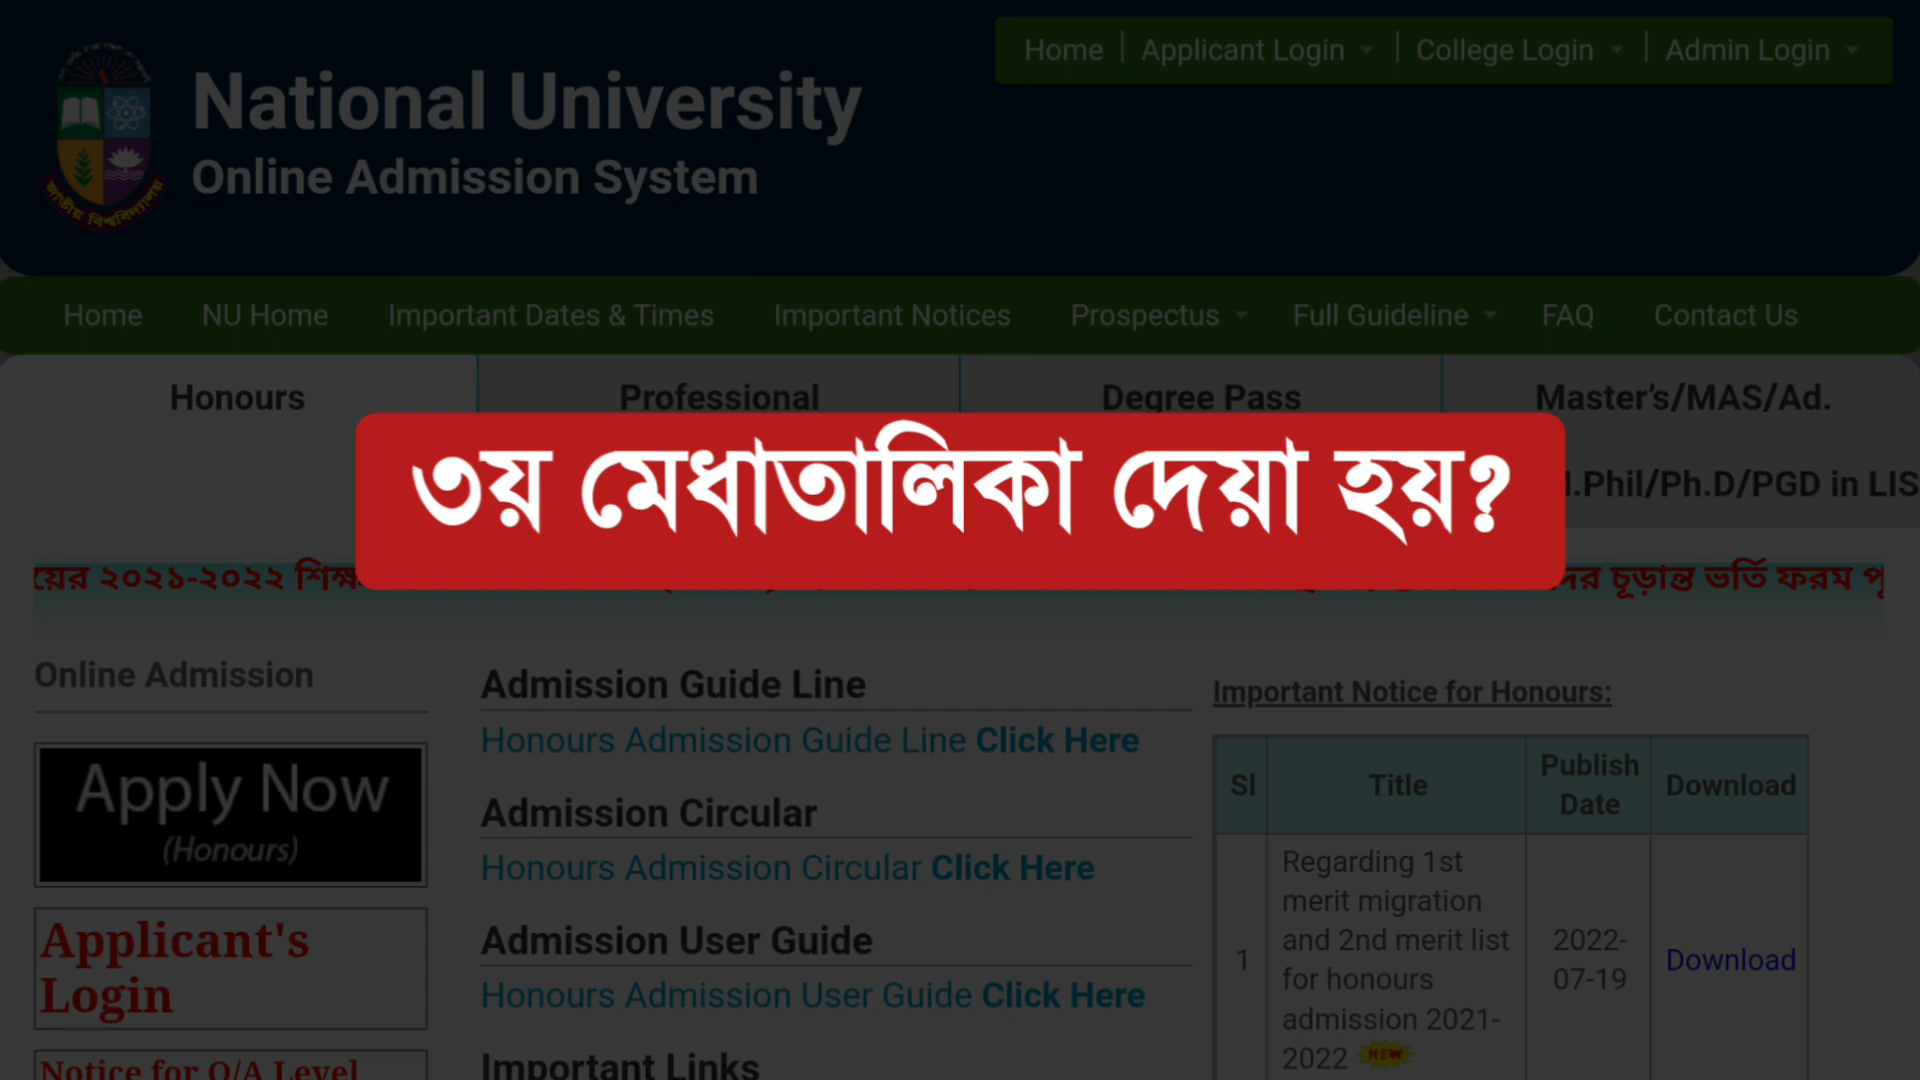 Home | Applicant Login | College Login | Admin Login
National University
Online Admission System
জাতীয় বিশ্ববিদ্যালয়
Home NU Home Important Dates & Times Important Notices Prospectus Full Guideline FAQ Contact Us
Honours Professional Degree Pass Master's/MAS/Ad.
৩য় মেধাতালিকা দেয়া হয়?
.Phil/Ph.D/PGD in LIS
য়ের ২০২১-২০২২ শিক্ষ
দের চূড়ান্ত ভর্তি ফরম পূ
Online Admission
Apply Now
(Honours)
Applicant's
Login
Notice for O/A Level
Admission Guide Line
Honours Admission Guide Line Click Here
Admission Circular
Honours Admission Circular Click Here
Admission User Guide
Honours Admission User Guide Click Here
Important Links
Important Notice for Honours:
Sl Title Publish Date Download
1 Regarding 1st
merit migration
and 2nd merit list
for honours
admission 2021-
2022 NEW
2022-
07-19
Download